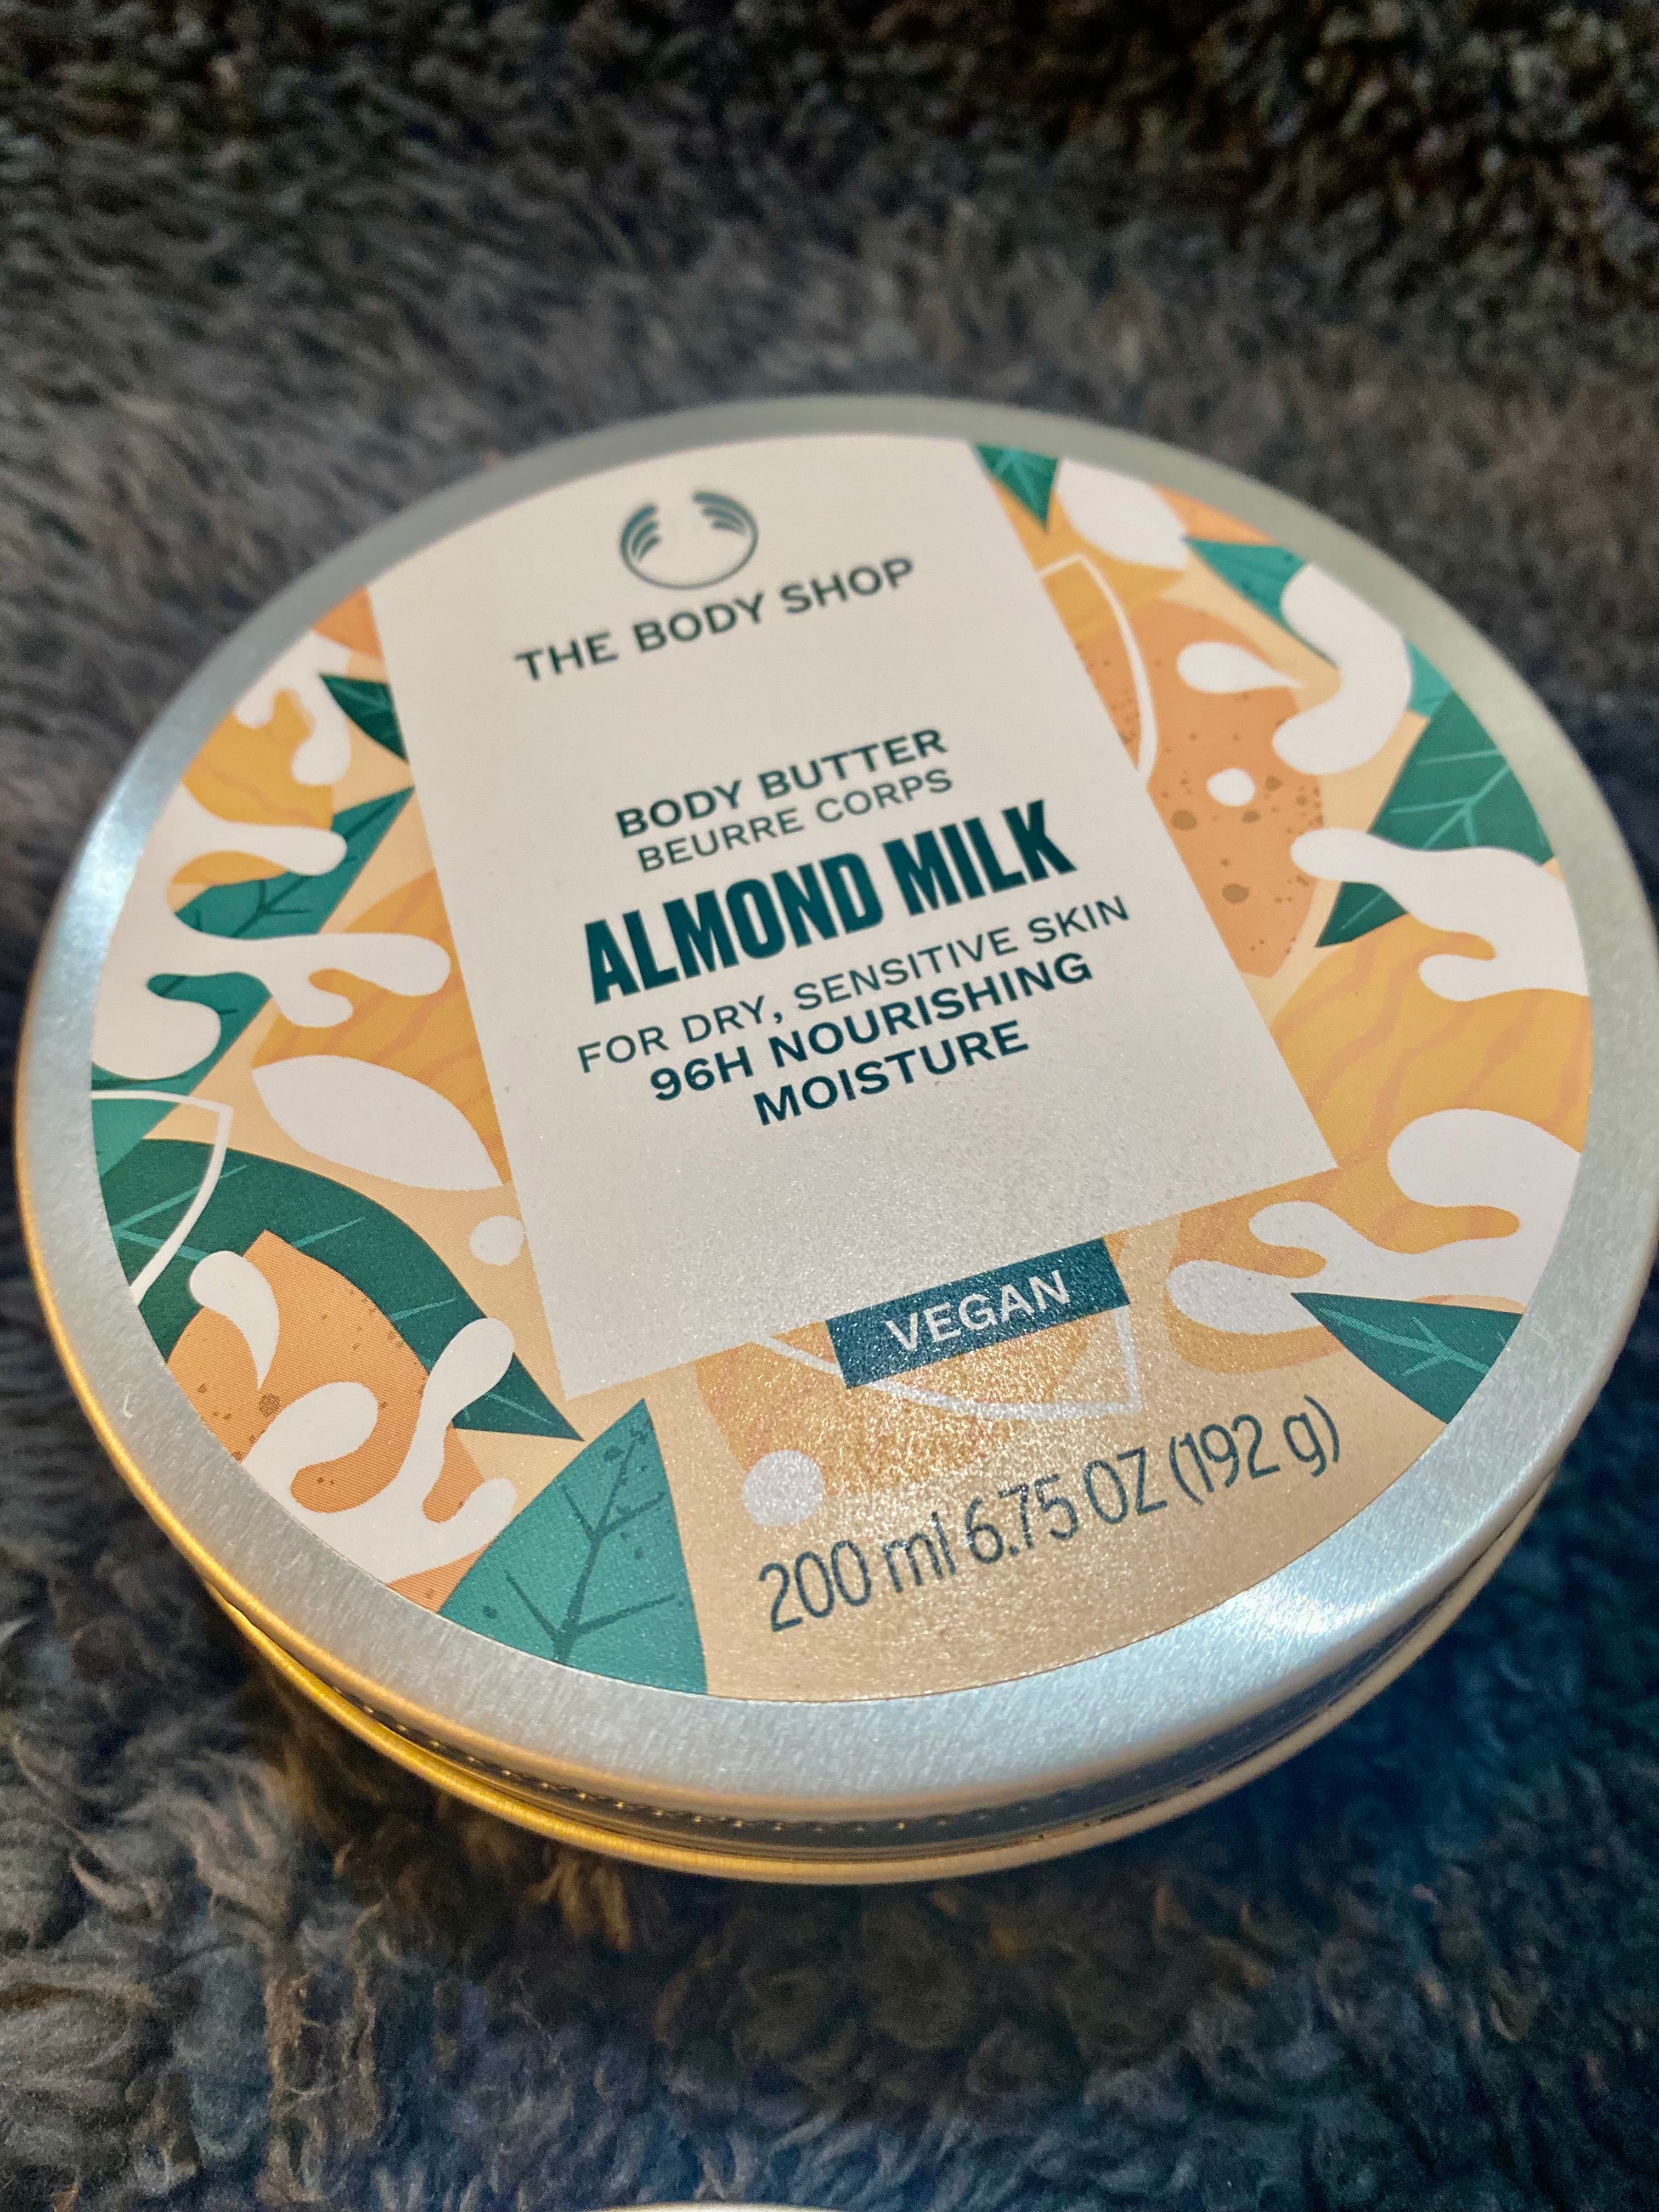 THE BODY SHOP
BODY BUTTER
BEURRE CORPS
ALMOND MILK
FOR DRY, SENSITIVE SKIN
96H NOURISHING
MOISTURE
VEGAN
200 ml 6.75 OZ (192 g)